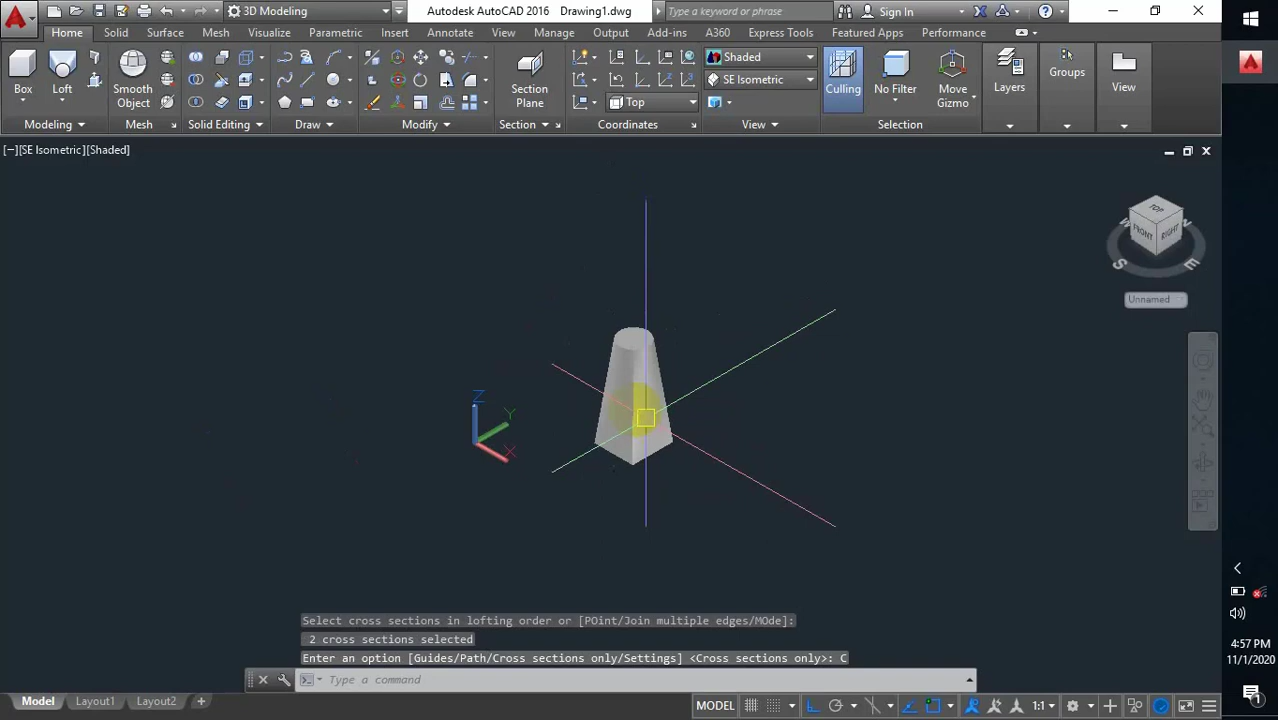 3D Modeling
Autodesk AutoCAD 2016 Drawing1.dwg
Type a keyword or phrase
Sign In
Home Solid Surface Mesh Visualize Parametric Insert Annotate View Manage Output Add-ins A360 Express Tools Featured Apps Performance
Box
Loft
Smooth Object
Section Plane
Top
Shaded
SE Isometric
Culling
No Filter
Move Gizmo
Layers
Groups
View
Modeling Mesh Solid Editing Draw Modify Section Coordinates View Selection
[−][SE Isometric][Shaded]
TOP
FRONT
RIGHT
W
N
S
E
Unnamed
Z
Y
X
Select cross sections in lofting order or [POint/Join multiple edges/MOde]:
2 cross sections selected
Enter an option [Guides/Path/Cross sections only/Settings] <Cross sections only>: C
Type a command
Model Layout1 Layout2 +
MODEL
1:1
4:57 PM
11/1/2020
1